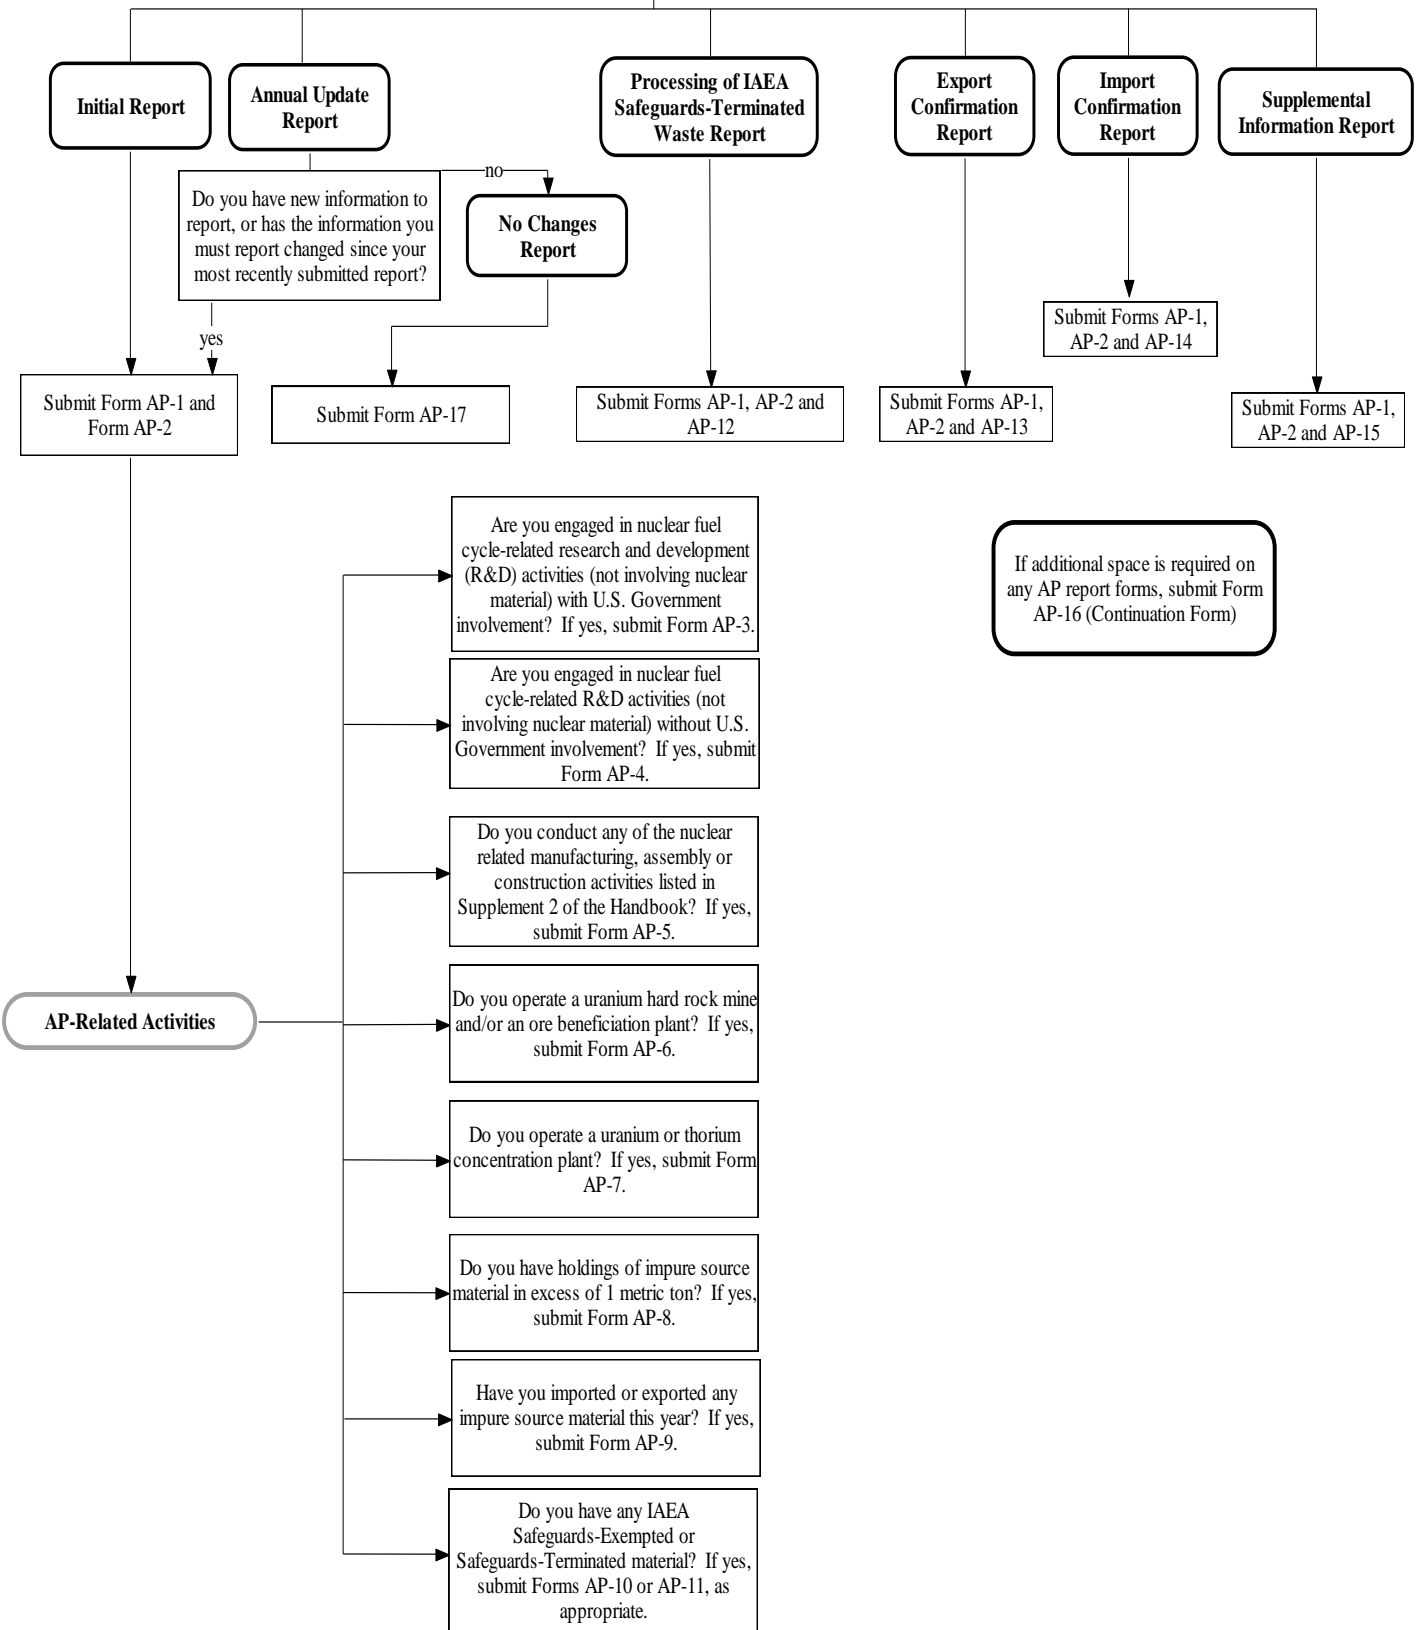 Initial Report
Annual Update
Report
Processing of IAEA
Safeguards-Terminated
Waste Report
Export
Confirmation
Report
Import
Confirmation
Report
Supplemental
Information Report
Do you have new information to
report, or has the information you
must report changed since your
most recently submitted report?
no
No Changes
Report
yes
Submit Form AP-1 and
Form AP-2
Submit Form AP-17
Submit Forms AP-1, AP-2 and
AP-12
Submit Forms AP-1,
AP-2 and AP-13
Submit Forms AP-1,
AP-2 and AP-14
Submit Forms AP-1,
AP-2 and AP-15
Are you engaged in nuclear fuel
cycle-related research and development
(R&D) activities (not involving nuclear
material) with U.S. Government
involvement? If yes, submit Form AP-3.
If additional space is required on
any AP report forms, submit Form
AP-16 (Continuation Form)
Are you engaged in nuclear fuel
cycle-related R&D activities (not
involving nuclear material) without U.S.
Government involvement? If yes, submit
Form AP-4.
Do you conduct any of the nuclear
related manufacturing, assembly or
construction activities listed in
Supplement 2 of the Handbook? If yes,
submit Form AP-5.
AP-Related Activities
Do you operate a uranium hard rock mine
and/or an ore beneficiation plant? If yes,
submit Form AP-6.
Do you operate a uranium or thorium
concentration plant? If yes, submit Form
AP-7.
Do you have holdings of impure source
material in excess of 1 metric ton? If yes,
submit Form AP-8.
Have you imported or exported any
impure source material this year? If yes,
submit Form AP-9.
Do you have any IAEA
Safeguards-Exempted or
Safeguards-Terminated material? If yes,
submit Forms AP-10 or AP-11, as
appropriate.